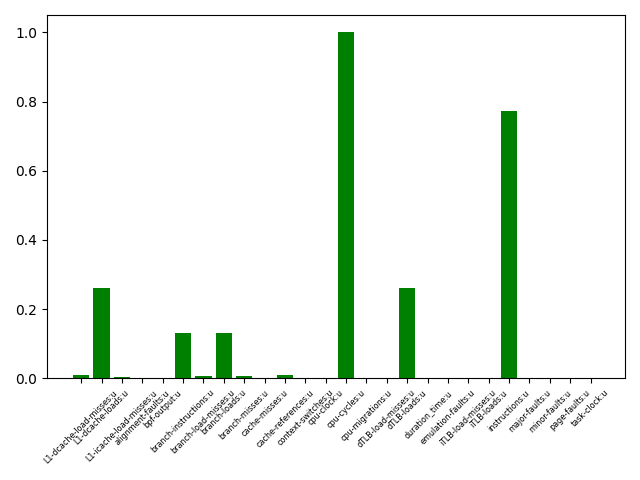 1.0
0.8
0.6
0.4
0.2
0.0
L1-dcache-load-misses:u
L1-dcache-loads:u
L1-icache-load-misses:u
alignment-faults:u
bpf-output:u
branch-instructions:u
branch-load-misses:u
branch-loads:u
branch-misses:u
cache-misses:u
cache-references:u
context-switches:u
cpu-clock:u
cpu-cycles:u
cpu-migrations:u
dTLB-load-misses:u
dTLB-loads:u
duration_time:u
emulation-faults:u
iTLB-load-misses:u
iTLB-loads:u
instructions:u
major-faults:u
minor-faults:u
page-faults:u
task-clock:u